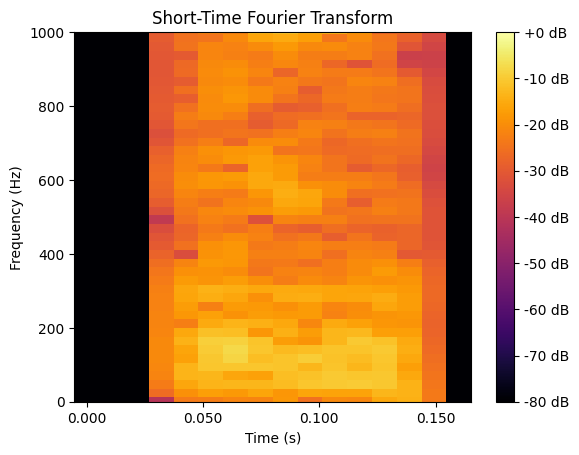 Short-Time Fourier Transform
Frequency (Hz)
1000
800
600
400
200
0
0.000
0.050
0.100
0.150
Time (s)
+0 dB
-10 dB
-20 dB
-30 dB
-40 dB
-50 dB
-60 dB
-70 dB
-80 dB